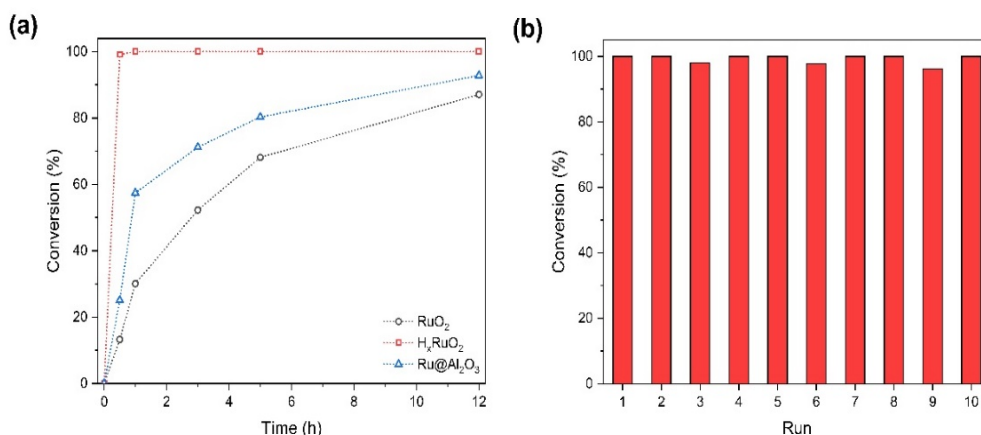 (a)
100
80
60
40
20
0
Conversion (%)
0 2 4 6 8 10 12
Time (h)
RuO₂
HₓRuO₂
Ru@Al₂O₃
(b)
100
80
60
40
20
0
Conversion (%)
1 2 3 4 5 6 7 8 9 10
Run